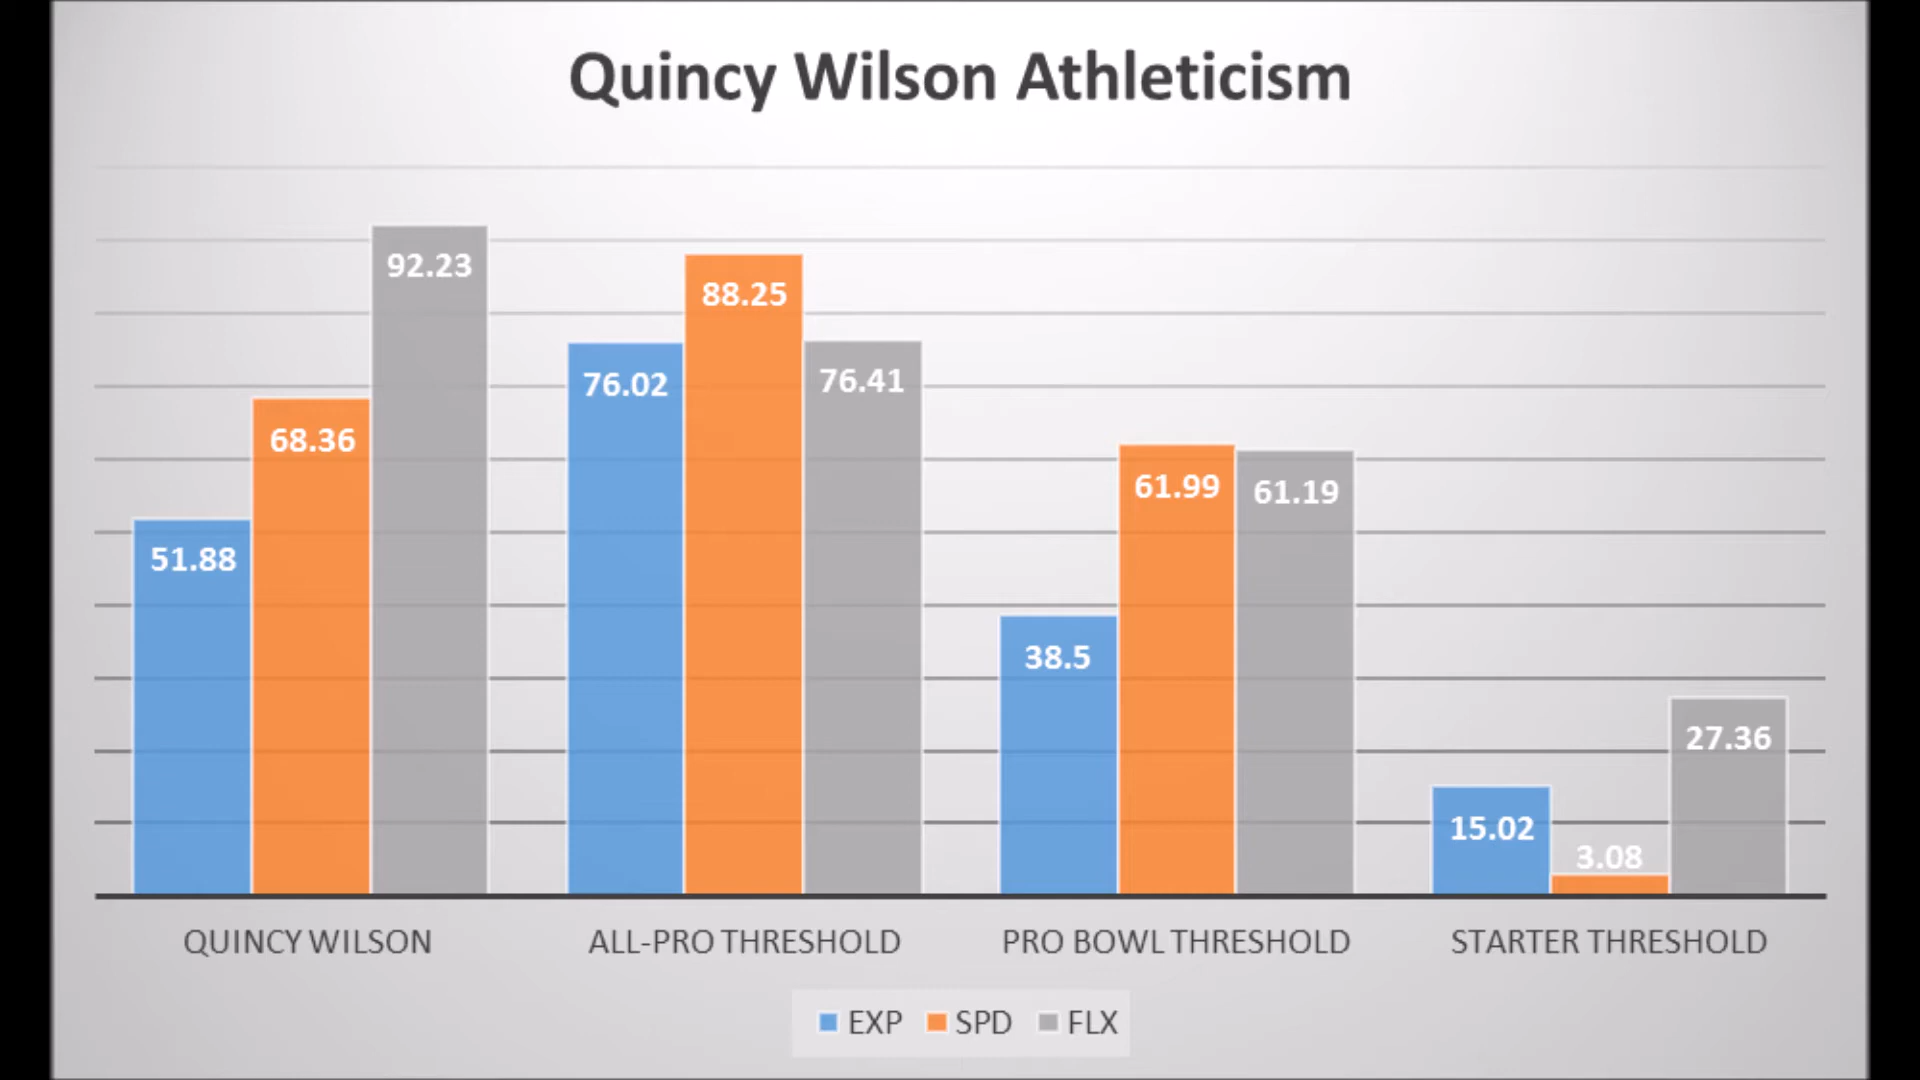 Quincy Wilson Athleticism
92.23
88.25
76.02
76.41
68.36
61.99
61.19
51.88
38.5
27.36
15.02
3.08
QUINCY WILSON
ALL-PRO THRESHOLD
PRO BOWL THRESHOLD
STARTER THRESHOLD
EXP SPD FLX